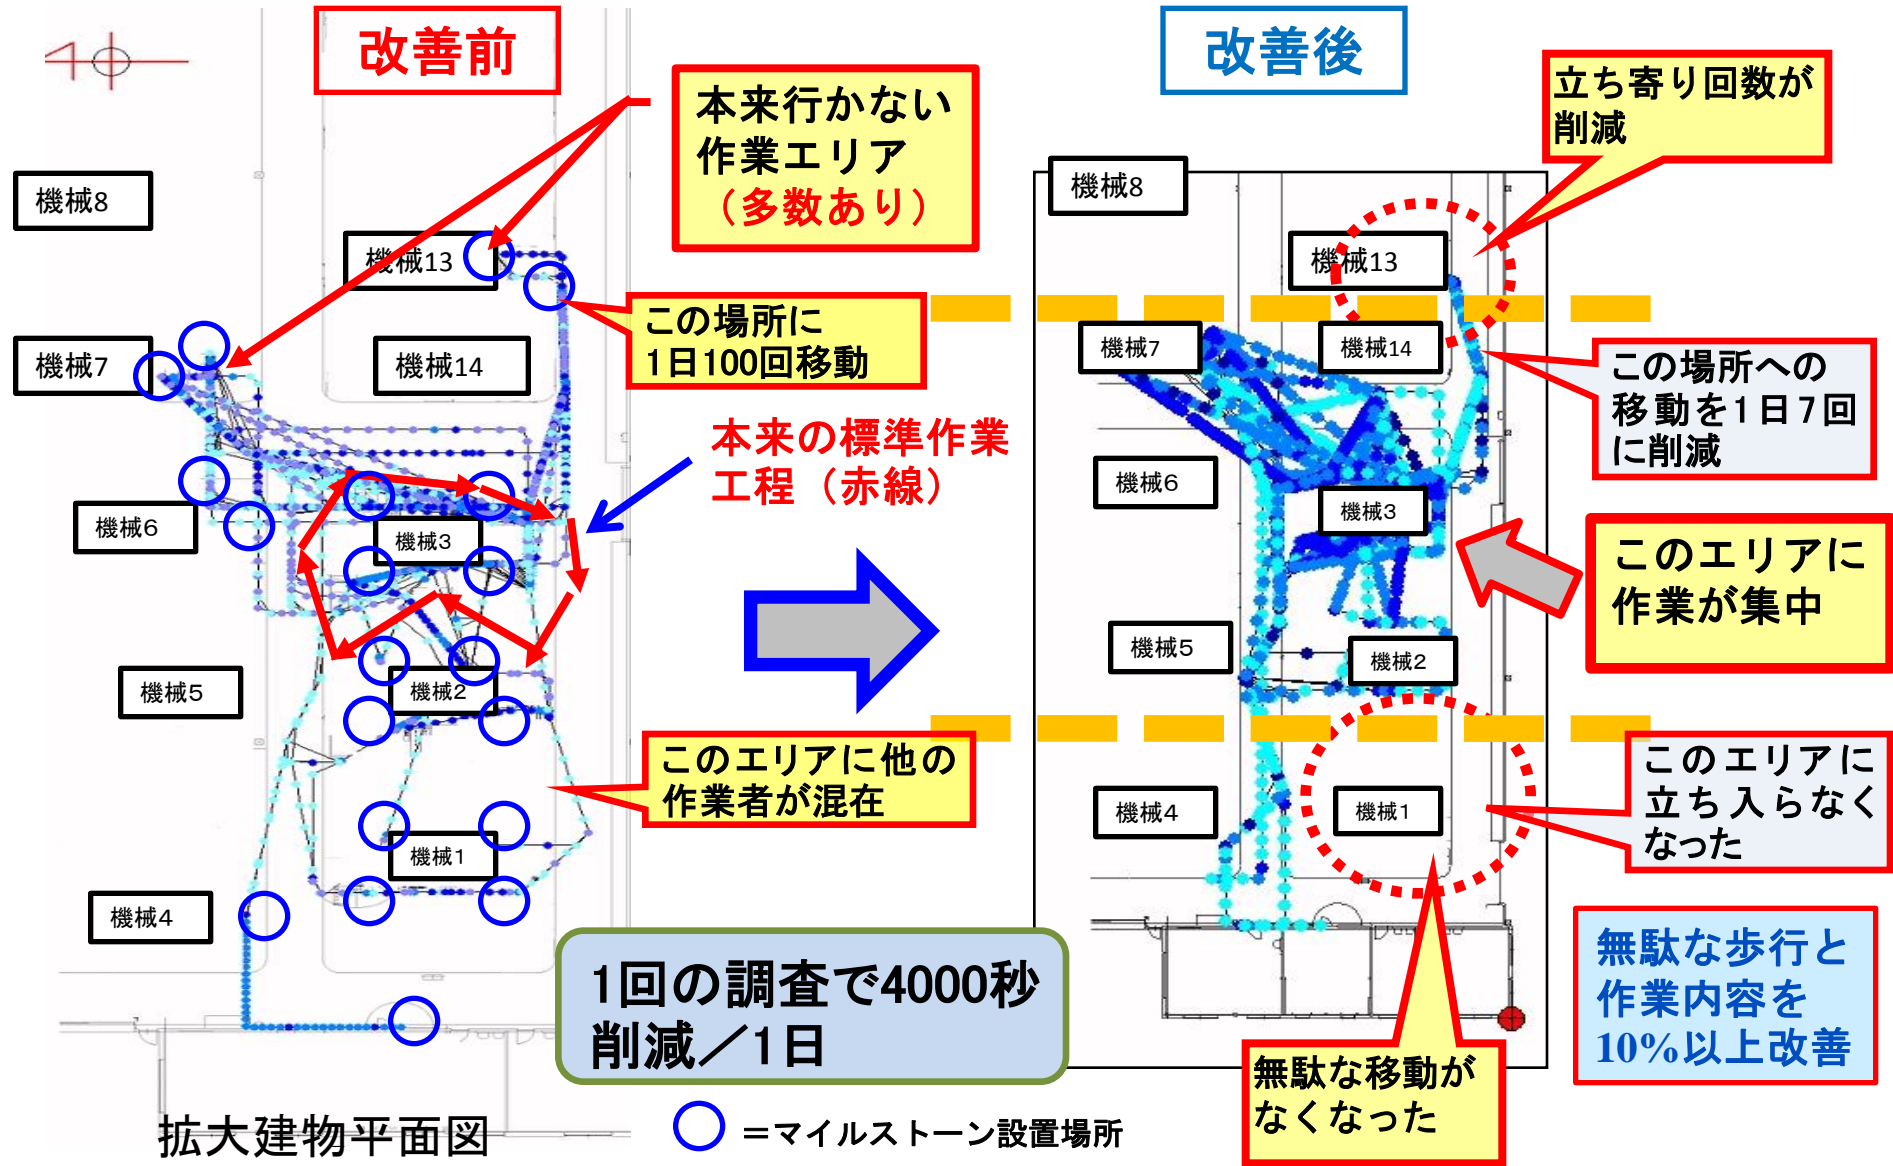 改善前
改善後
本来行かない
作業エリア
（多数あり）
立ち寄り回数が
削減
機械8
機械13
機械7
機械14
機械6
機械3
機械5
機械2
機械1
機械4
この場所に
1日100回移動
本来の標準作業
工程（赤線）
このエリアに他の
作業者が混在
機械8
機械13
機械7
機械14
機械6
機械3
機械5
機械2
機械4
機械1
この場所への
移動を1日7回
に削減
このエリアに
作業が集中
このエリアに
立ち入らなく
なった
1回の調査で4000秒
削減／1日
無駄な歩行と
作業内容を
10%以上改善
無駄な移動が
なくなった
拡大建物平面図
＝マイルストーン設置場所